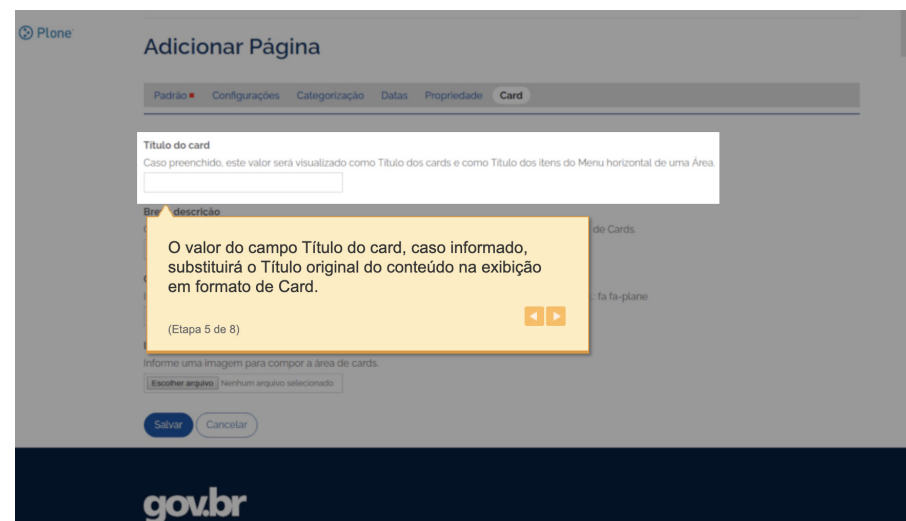 Plone
Adicionar Página
Padrão Configurações Categorização Datas Propriedade Card
Título do card
Caso preenchido, este valor será visualizado como Título dos cards e como Título dos itens do Menu horizontal de uma Área.
descrição
de Cards.
O valor do campo Título do card, caso informado,
substituirá o Título original do conteúdo na exibição
em formato de Card.
fa fa-plane
(Etapa 5 de 8)
Informe uma imagem para compor a área de cards.
Escolher arquivo Nenhum arquivo selecionado
Salvar Cancelar
gov.br